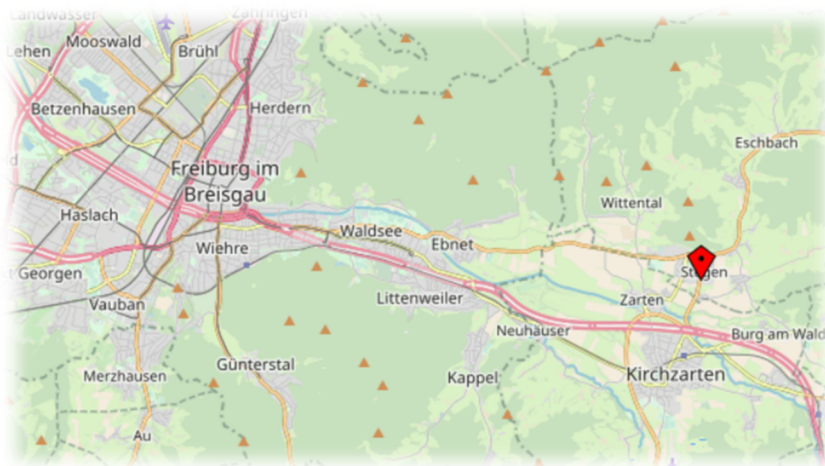 Landwasser
Zähringen
Lehen
Mooswald
Brühl
Betzenhausen
Herdern
Eschbach
Freiburg im
Breisgau
Wittental
Haslach
Waldsee
Wiehre
Ebnet
t Georgen
Stegen
Vauban
Littenweiler
Zarten
Neuhäuser
Burg am Wald
Merzhausen
Günterstal
Kappel
Kirchzarten
Au